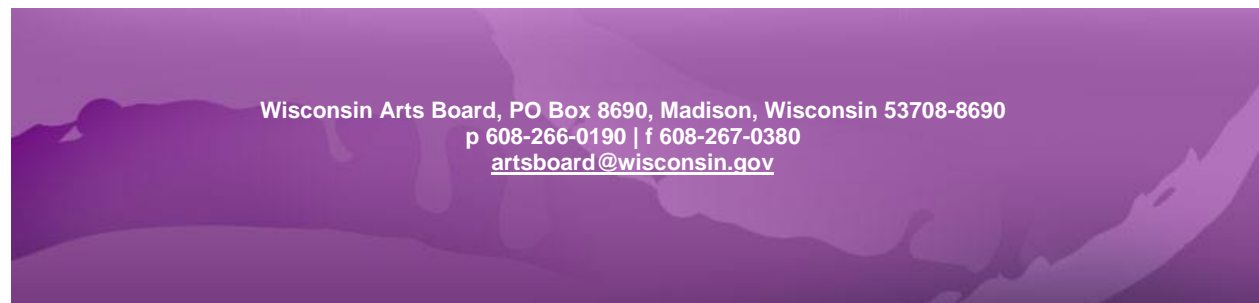 Wisconsin Arts Board, PO Box 8690, Madison, Wisconsin 53708-8690
p 608-266-0190 | f 608-267-0380
artsboard@wisconsin.gov